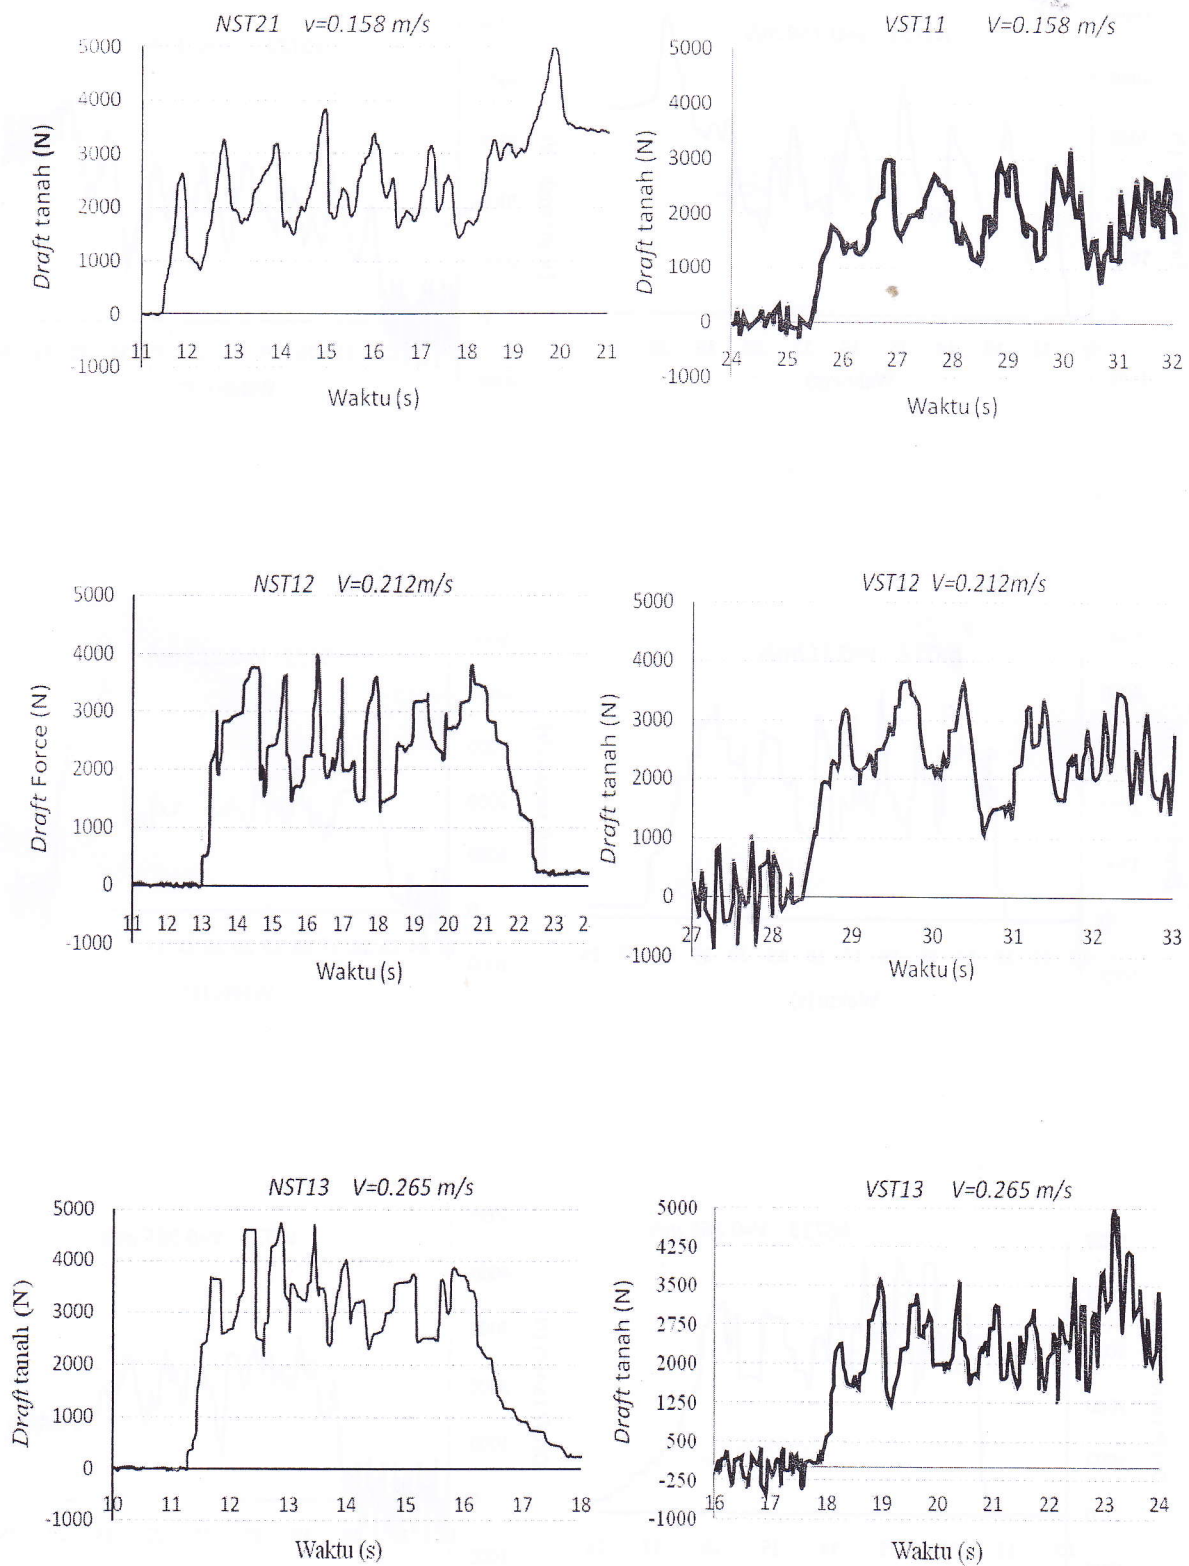 NST21 v=0.158 m/s
5000
4000
3000
2000
1000
0
-1000
Draft tanah (N)
11 12 13 14 15 16 17 18 19 20 21
Waktu (s)
VST11 V=0.158 m/s
5000
4000
3000
2000
1000
0
-1000
Draft tanah (N)
24 25 26 27 28 29 30 31 32
Waktu (s)
NST12 V=0.212m/s
5000
4000
3000
2000
1000
0
-1000
Draft Force (N)
11 12 13 14 15 16 17 18 19 20 21 22 23 2
Waktu (s)
VST12 V=0.212m/s
5000
4000
3000
2000
1000
0
-1000
Draft tanah (N)
27 28 29 30 31 32 33
Waktu (s)
NST13 V=0.265 m/s
5000
4000
3000
2000
1000
0
-1000
Draft tanah (N)
10 11 12 13 14 15 16 17 18
Waktu (s)
VST13 V=0.265 m/s
5000
4250
3500
2750
2000
1250
500
-250
-1000
Draft tanah (N)
16 17 18 19 20 21 22 23 24
Waktu (s)